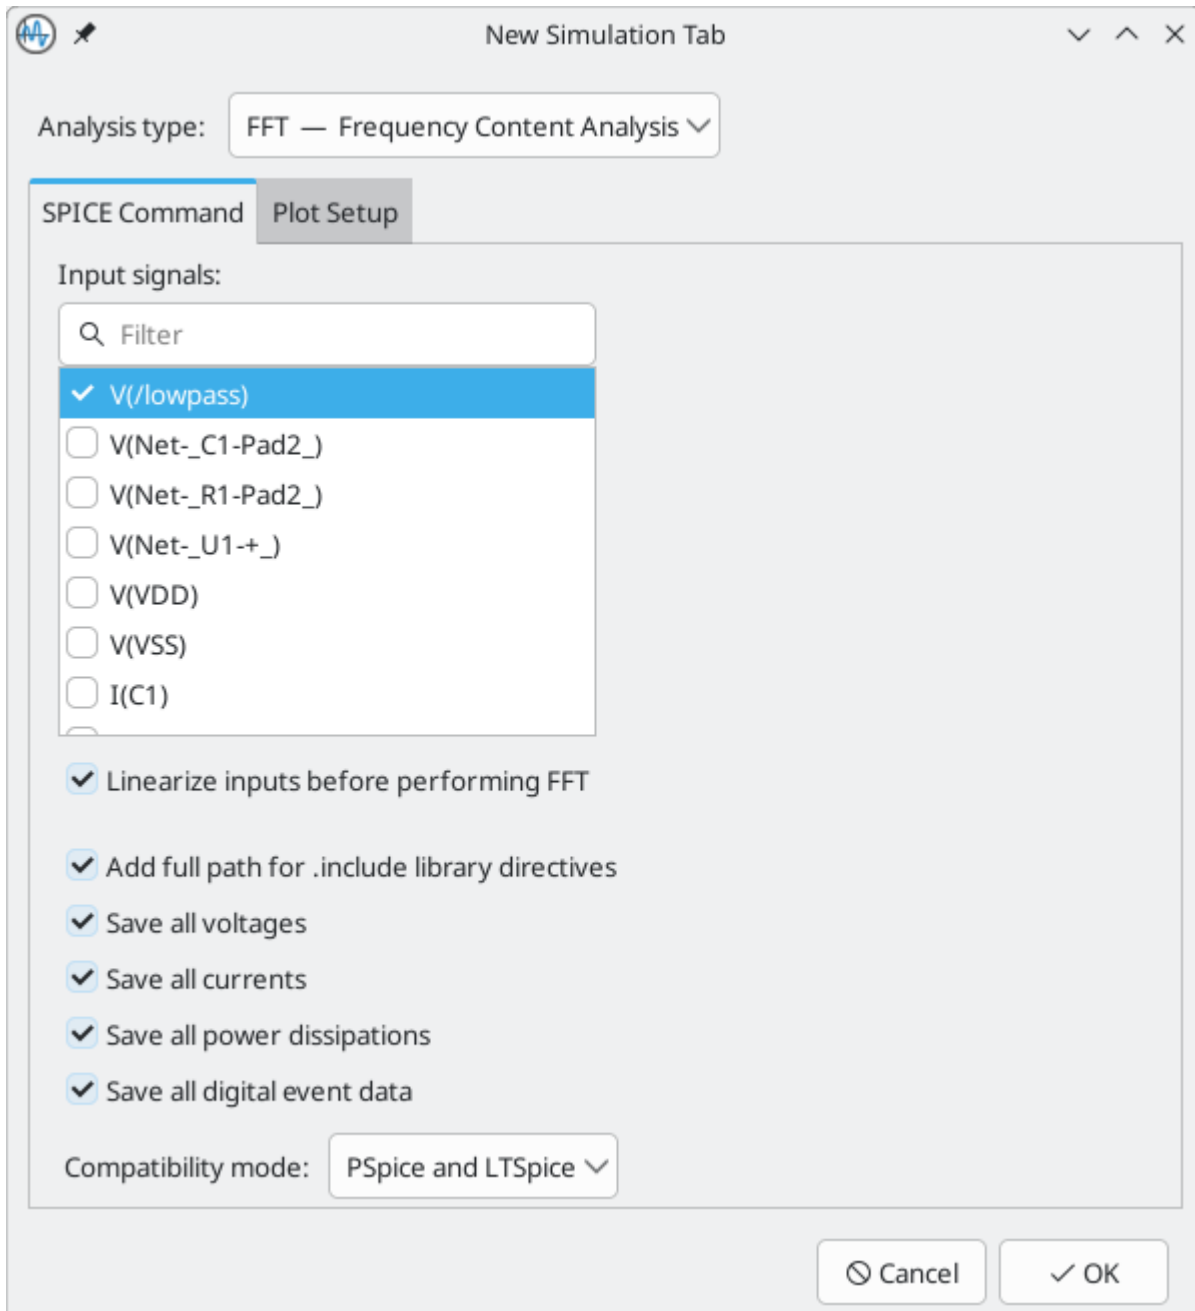 New Simulation Tab
Analysis type: FFT — Frequency Content Analysis
SPICE Command Plot Setup
Input signals:
Filter
V(/lowpass)
V(Net-_C1-Pad2_)
V(Net-_R1-Pad2_)
V(Net-_U1-+_)
V(VDD)
V(VSS)
I(C1)
Linearize inputs before performing FFT
Add full path for .include library directives
Save all voltages
Save all currents
Save all power dissipations
Save all digital event data
Compatibility mode: PSpice and LTSpice
Cancel OK